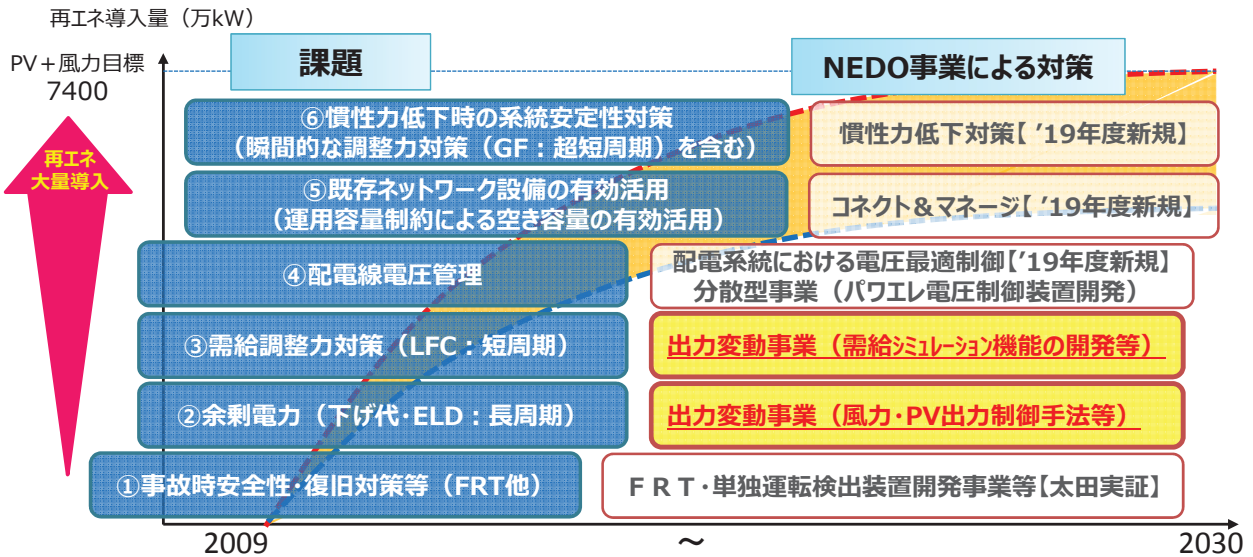 再エネ導入量（万kW）
PV＋風力目標
7400
課題
NEDO事業による対策
再エネ
大量導入
⑥慣性力低下時の系統安定性対策
（瞬間的な調整力対策（GF：超短周期）を含む）
慣性力低下対策【 ’19年度新規】
⑤既存ネットワーク設備の有効活用
（運用容量制約による空き容量の有効活用）
コネクト＆マネージ【 ’19年度新規】
④配電線電圧管理
配電系統における電圧最適制御【’19年度新規】
分散型事業（パワエレ電圧制御装置開発）
③需給調整力対策（LFC：短周期）
出力変動事業（需給シミュレーション機能の開発等）
②余剰電力（下げ代・ELD：長周期）
出力変動事業（風力・PV出力制御手法等）
①事故時安全性・復旧対策等（FRT他）
ＦＲＴ・単独運転検出装置開発事業等【太田実証】
2009
～
2030